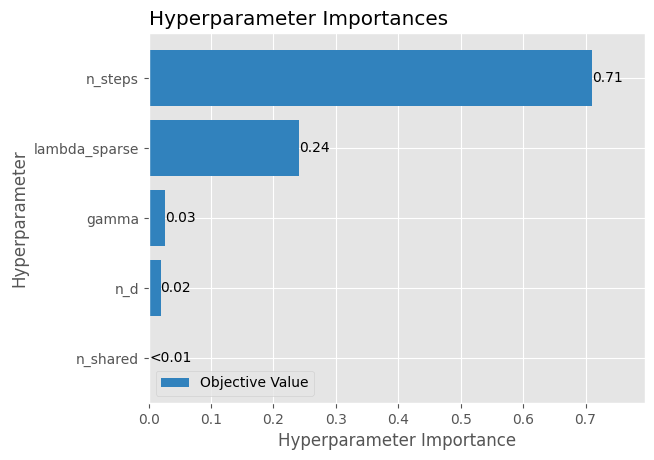 Hyperparameter Importances
Hyperparameter
n_steps
0.71
lambda_sparse
0.24
gamma
0.03
n_d
0.02
n_shared
<0.01
Objective Value
0.0 0.1 0.2 0.3 0.4 0.5 0.6 0.7
Hyperparameter Importance